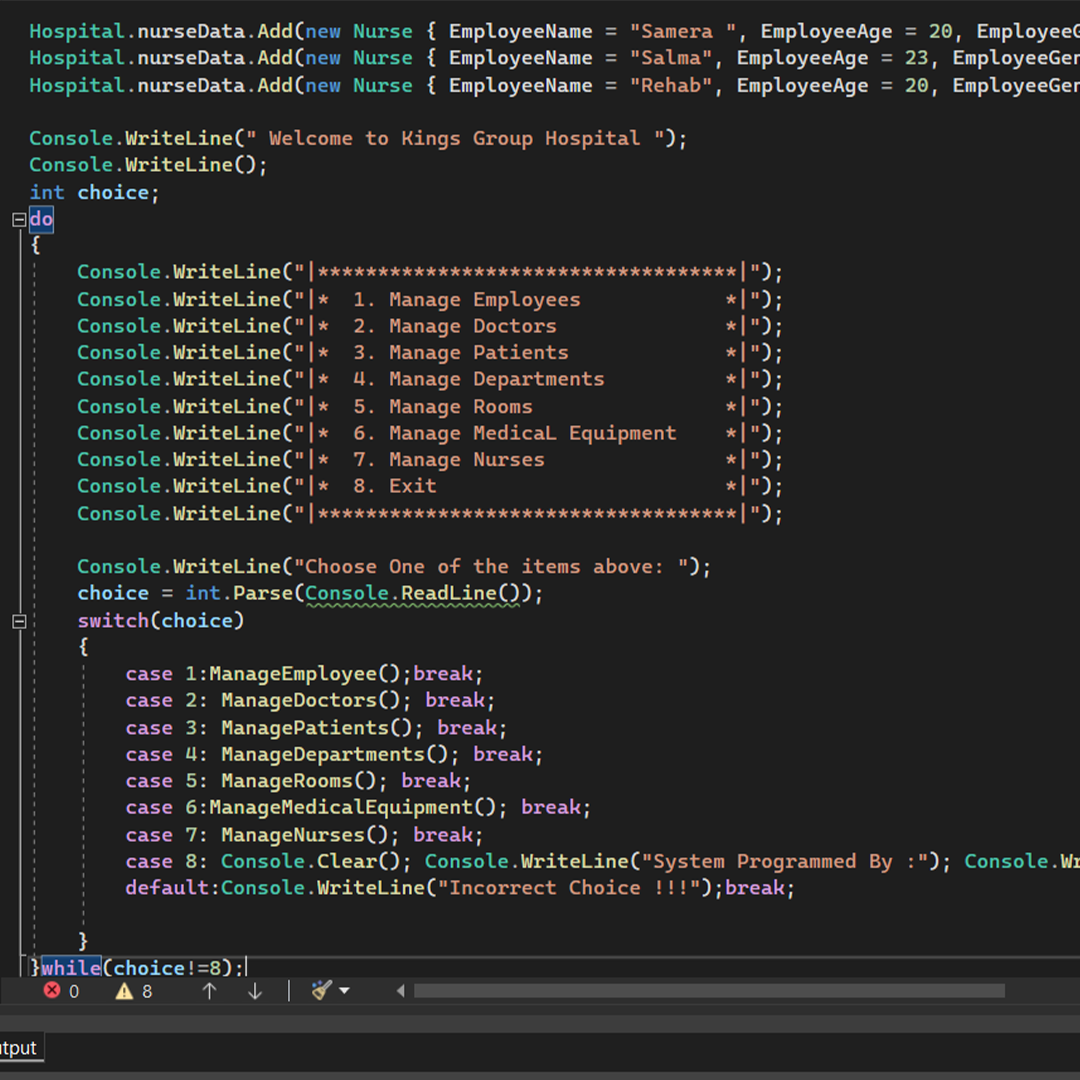 Hospital.nurseData.Add(new Nurse { EmployeeName = "Samera ", EmployeeAge = 20, EmployeeG
Hospital.nurseData.Add(new Nurse { EmployeeName = "Salma", EmployeeAge = 23, EmployeeGen
Hospital.nurseData.Add(new Nurse { EmployeeName = "Rehab", EmployeeAge = 20, EmployeeGen
Console.WriteLine(" Welcome to Kings Group Hospital ");
Console.WriteLine();
int choice;
do
{
Console.WriteLine("|***********************************|");
Console.WriteLine("|*  1. Manage Employees            *|");
Console.WriteLine("|*  2. Manage Doctors              *|");
Console.WriteLine("|*  3. Manage Patients             *|");
Console.WriteLine("|*  4. Manage Departments          *|");
Console.WriteLine("|*  5. Manage Rooms                *|");
Console.WriteLine("|*  6. Manage MedicaL Equipment    *|");
Console.WriteLine("|*  7. Manage Nurses               *|");
Console.WriteLine("|*  8. Exit                        *|");
Console.WriteLine("|***********************************|");
Console.WriteLine("Choose One of the items above: ");
choice = int.Parse(Console.ReadLine());
switch(choice)
{
case 1:ManageEmployee();break;
case 2: ManageDoctors(); break;
case 3: ManagePatients(); break;
case 4: ManageDepartments(); break;
case 5: ManageRooms(); break;
case 6:ManageMedicalEquipment(); break;
case 7: ManageNurses(); break;
case 8: Console.Clear(); Console.WriteLine("System Programmed By :"); Console.Wr
default:Console.WriteLine("Incorrect Choice !!!");break;
}
}while(choice!=8);
0 8
tput